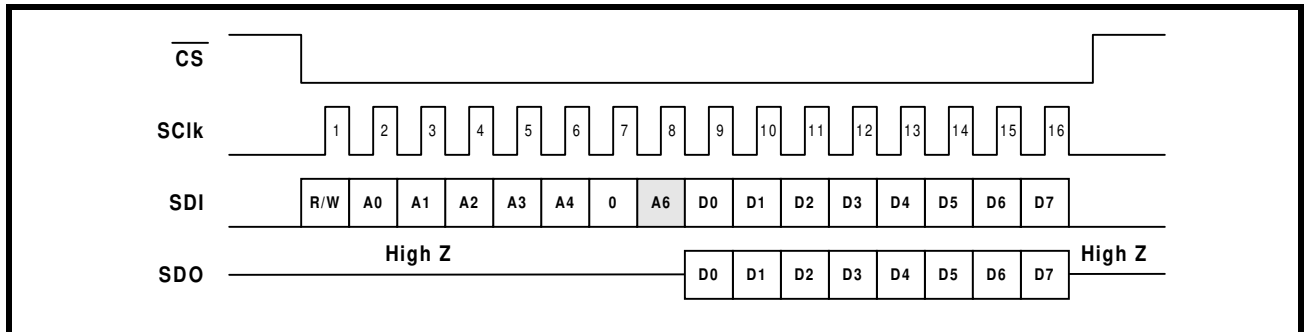 CS
SClk 1 2 3 4 5 6 7 8 9 10 11 12 13 14 15 16
SDI R/W A0 A1 A2 A3 A4 0 A6 D0 D1 D2 D3 D4 D5 D6 D7
High Z High Z
SDO D0 D1 D2 D3 D4 D5 D6 D7